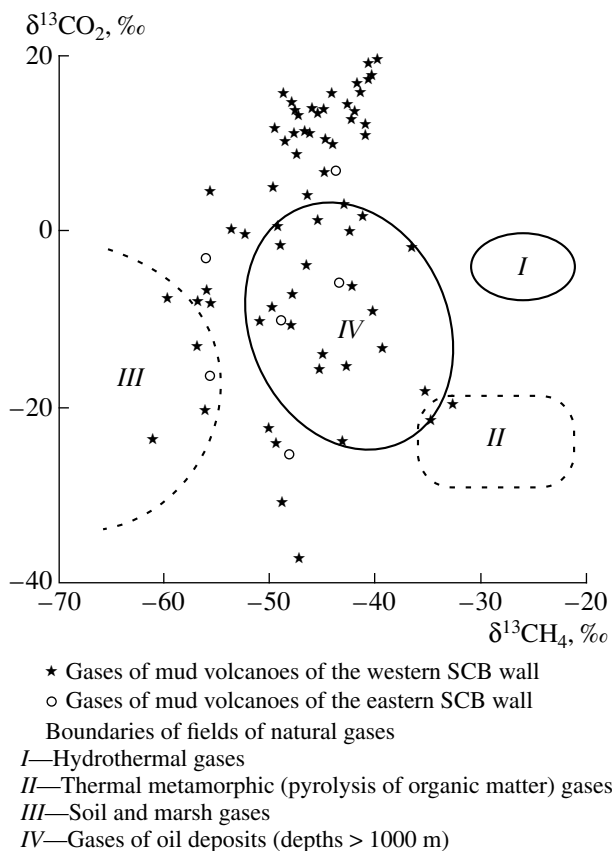 δ¹³CO₂, ‰
20
0
−20
−40
I
IV
III
II
−70 −60 −50 −40 −30 −20
δ¹³CH₄, ‰
★ Gases of mud volcanoes of the western SCB wall
○ Gases of mud volcanoes of the eastern SCB wall
Boundaries of fields of natural gases
I—Hydrothermal gases
II—Thermal metamorphic (pyrolysis of organic matter) gases
III—Soil and marsh gases
IV—Gases of oil deposits (depths > 1000 m)